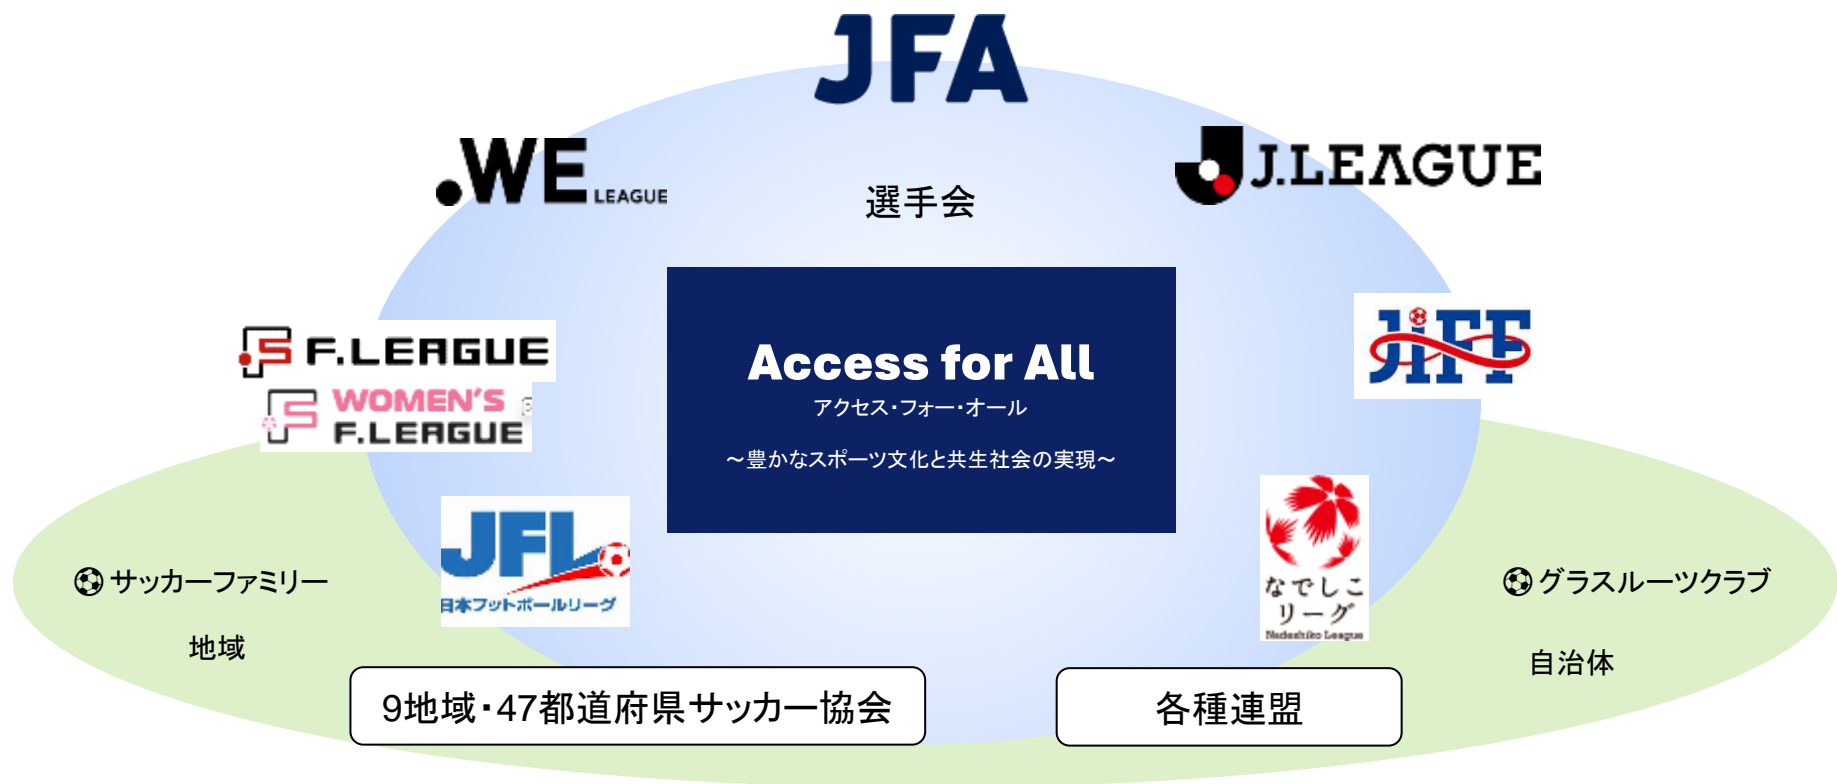 JFA
.WE LEAGUE
J.LEAGUE
選手会
F.LEAGUE
WOMEN'S
F.LEAGUE
JiFF
Access for All
アクセス・フォー・オール
～豊かなスポーツ文化と共生社会の実現～
JFL
日本フットボールリーグ
なでしこ
リーグ
Nadeshiko League
サッカーファミリー
地域
グラスルーツクラブ
自治体
9地域・47都道府県サッカー協会
各種連盟